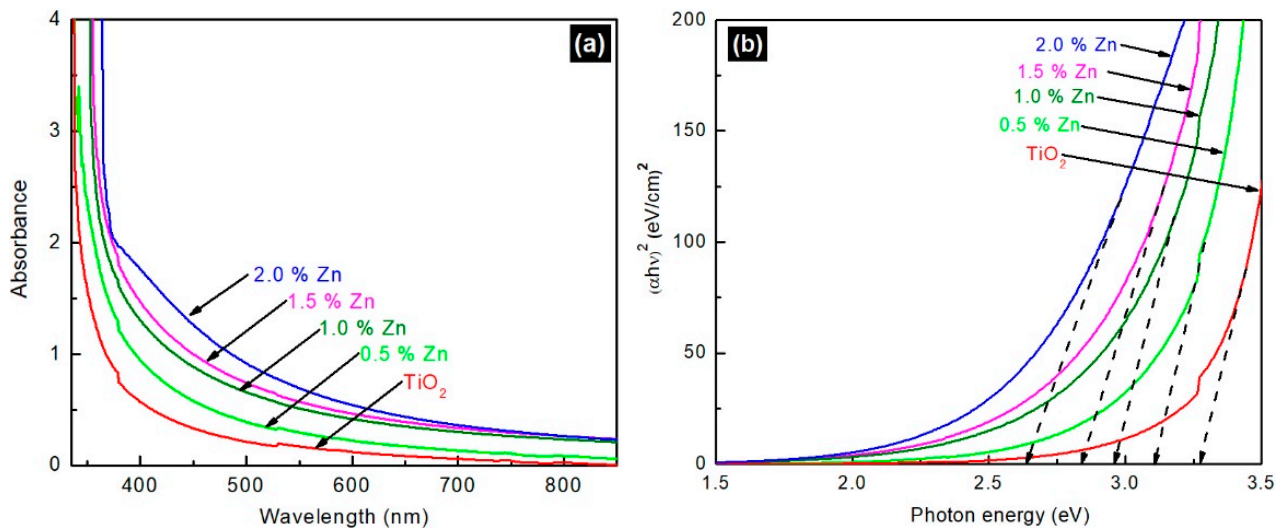 (a)
4
3
2
1
0
Absorbance
2.0 % Zn
1.5 % Zn
1.0 % Zn
0.5 % Zn
TiO₂
400 500 600 700 800
Wavelength (nm)
(b)
200
150
100
50
0
(αhν)² (eV/cm)²
2.0 % Zn
1.5 % Zn
1.0 % Zn
0.5 % Zn
TiO₂
1.5 2.0 2.5 3.0 3.5
Photon energy (eV)